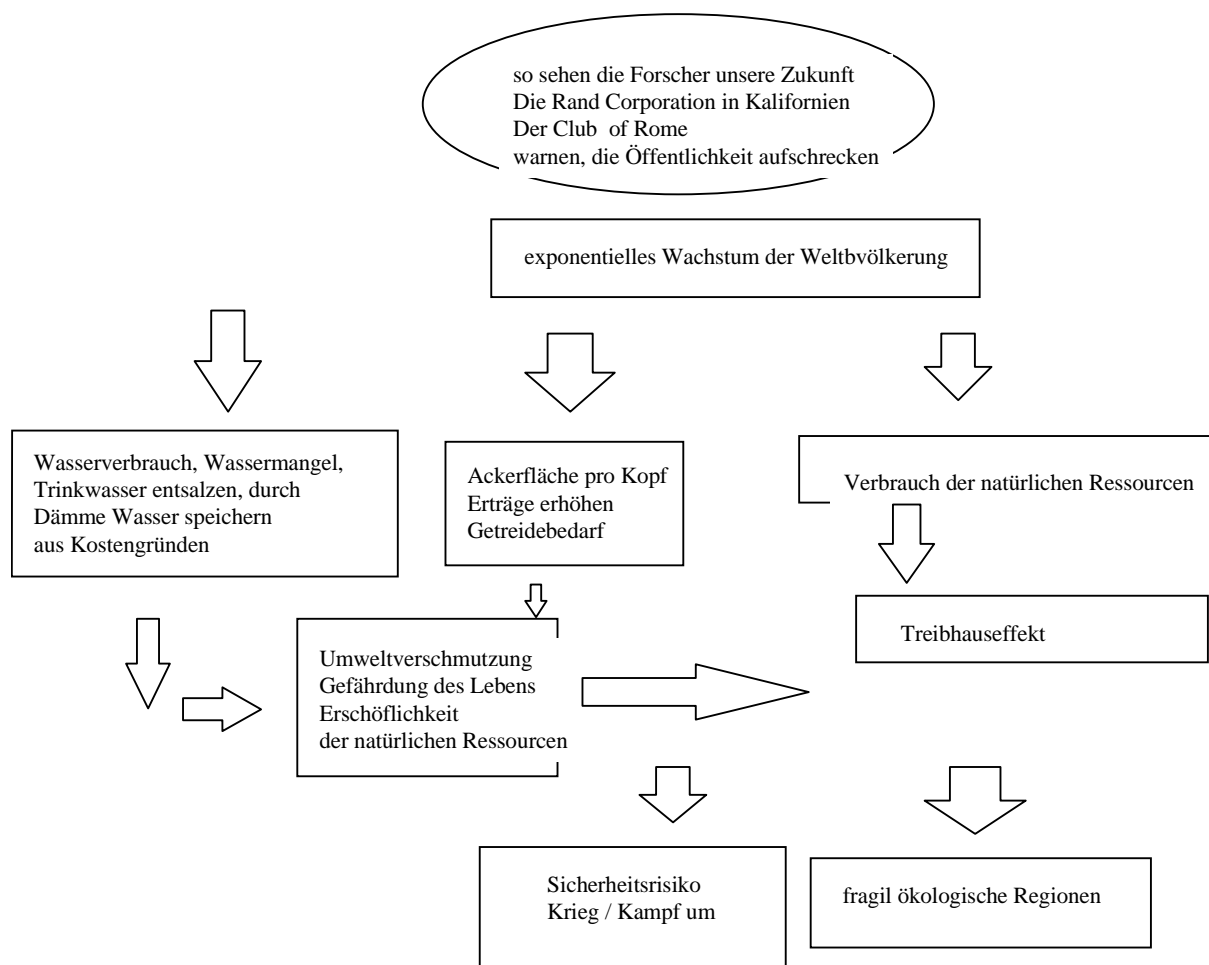 so sehen die Forscher unsere Zukunft
Die Rand Corporation in Kalifornien
Der Club of Rome
warnen, die Öffentlichkeit aufschrecken
exponentielles Wachstum der Weltbvölkerung
Wasserverbrauch, Wassermangel,
Trinkwasser entsalzen, durch
Dämme Wasser speichern
aus Kostengründen
Ackerfläche pro Kopf
Erträge erhöhen
Getreidebedarf
Verbrauch der natürlichen Ressourcen
Treibhauseffekt
Umweltverschmutzung
Gefährdung des Lebens
Erschöflichkeit
der natürlichen Ressourcen
Sicherheitsrisiko
Krieg / Kampf um
fragil ökologische Regionen